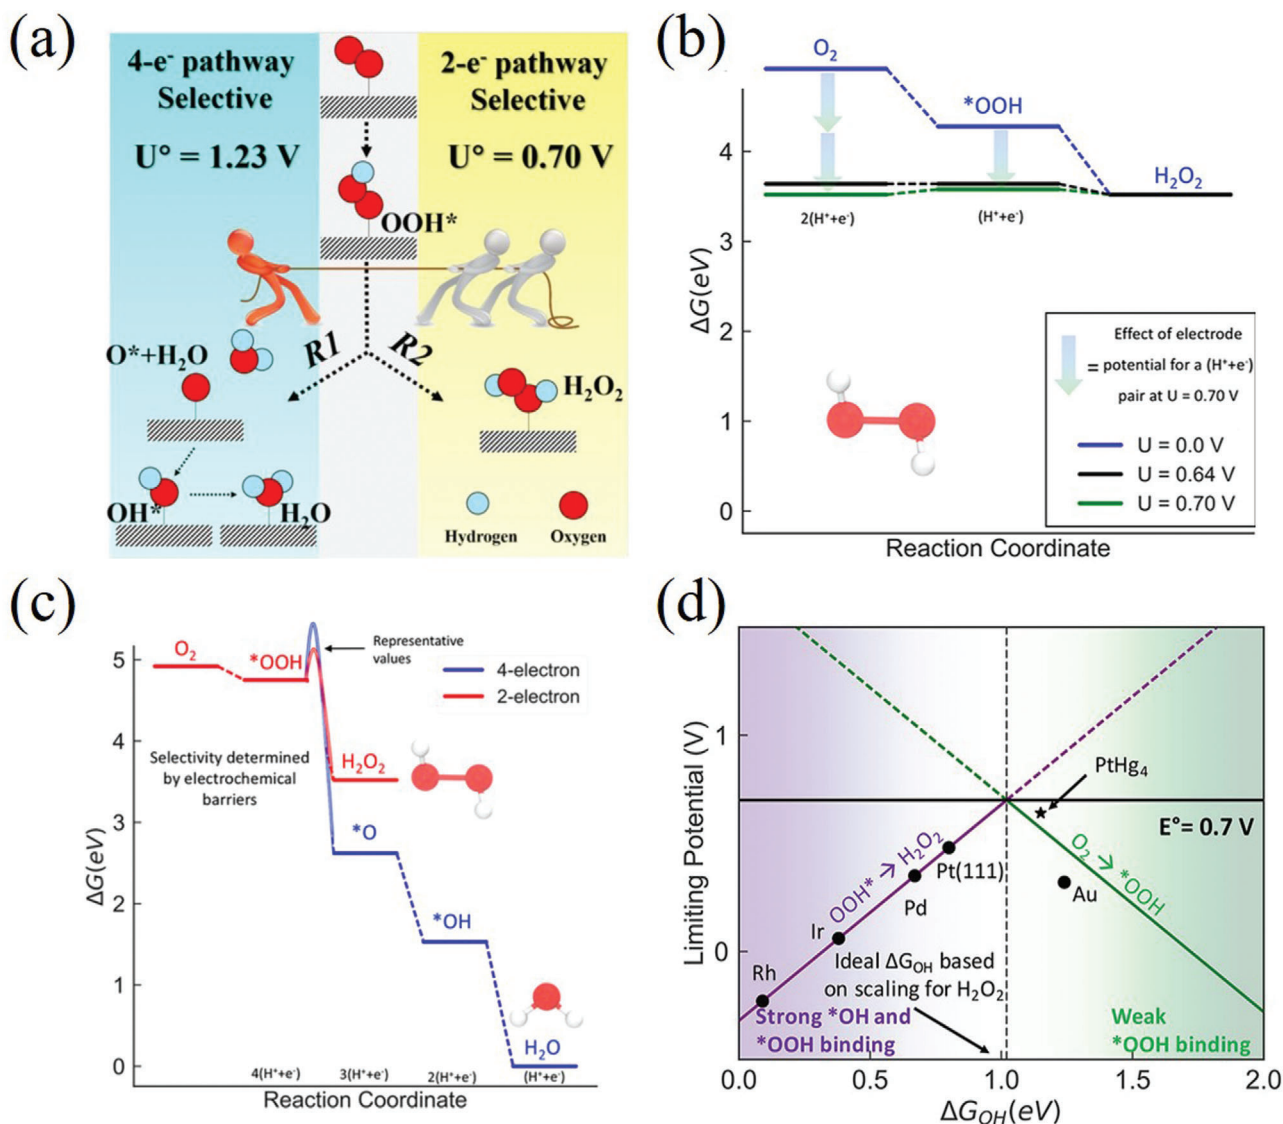 (a)
4-e⁻ pathway
Selective
U° = 1.23 V
2-e⁻ pathway
Selective
U° = 0.70 V
OOH*
R1
R2
O*+H₂O
H₂O₂
OH*
H₂O
Hydrogen
Oxygen
(b)
O₂
*OOH
H₂O₂
2(H⁺+e⁻)
(H⁺+e⁻)
4
3
2
1
0
ΔG(eV)
Reaction Coordinate
Effect of electrode
= potential for a (H⁺+e⁻)
pair at U = 0.70 V
U = 0.0 V
U = 0.64 V
U = 0.70 V
(c)
O₂
*OOH
Representative
values
4-electron
2-electron
Selectivity determined
by electrochemical
barriers
H₂O₂
*O
*OH
H₂O
5
4
3
2
1
0
ΔG(eV)
4(H⁺+e⁻)
3(H⁺+e⁻)
2(H⁺+e⁻)
(H⁺+e⁻)
Reaction Coordinate
(d)
1
0
Limiting Potential (V)
PtHg₄
E°= 0.7 V
OOH* → H₂O₂
O₂ → *OOH
Pt(111)
Pd
Au
Ir
Rh
Ideal ΔG_OH based
on scaling for H₂O₂
Strong *OH and
*OOH binding
Weak
*OOH binding
0.0
0.5
1.0
1.5
2.0
ΔG_OH(eV)